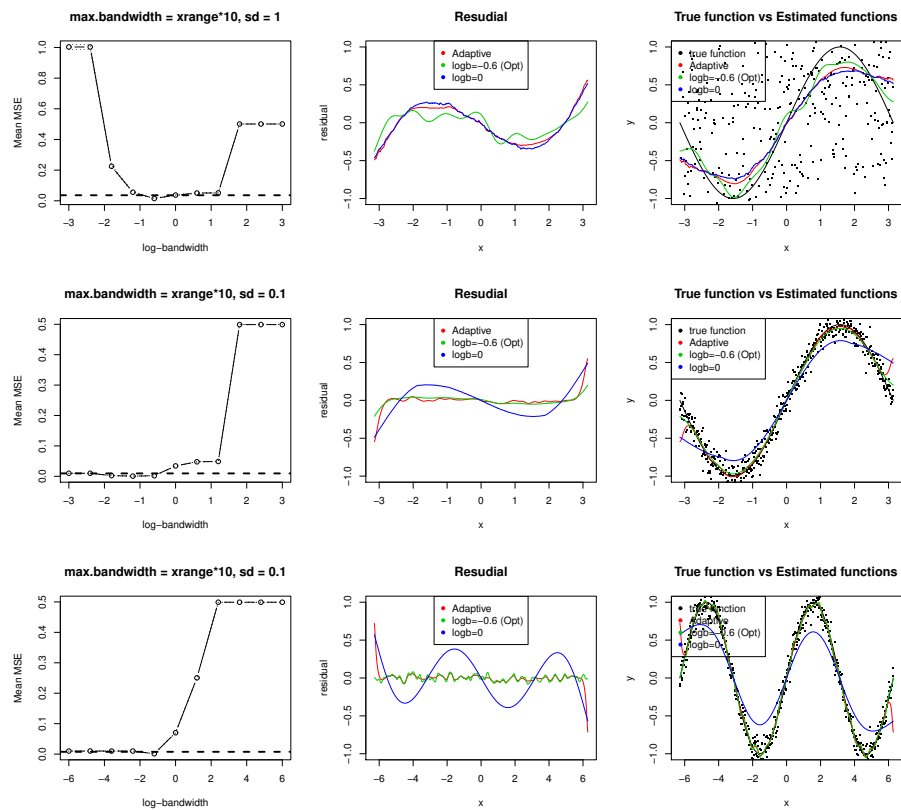 max.bandwidth = xrange*10, sd = 1
Mean MSE
1.0
0.8
0.6
0.4
0.2
0.0
−3 −2 −1 0 1 2 3
log−bandwidth
Resudial
residual
1.0
0.5
0.0
−0.5
−1.0
Adaptive
logb=−0.6 (Opt)
logb=0
−3 −2 −1 0 1 2 3
x
True function vs Estimated functions
y
1.0
0.5
0.0
−0.5
−1.0
true function
Adaptive
logb=−0.6 (Opt)
logb=0
−3 −2 −1 0 1 2 3
x
max.bandwidth = xrange*10, sd = 0.1
Mean MSE
0.5
0.4
0.3
0.2
0.1
0.0
−3 −2 −1 0 1 2 3
log−bandwidth
Resudial
residual
1.0
0.5
0.0
−0.5
−1.0
Adaptive
logb=−0.6 (Opt)
logb=0
−3 −2 −1 0 1 2 3
x
True function vs Estimated functions
y
1.0
0.5
0.0
−0.5
−1.0
true function
Adaptive
logb=−0.6 (Opt)
logb=0
−3 −2 −1 0 1 2 3
x
max.bandwidth = xrange*10, sd = 0.1
Mean MSE
0.5
0.4
0.3
0.2
0.1
0.0
−6 −4 −2 0 2 4 6
log−bandwidth
Resudial
residual
1.0
0.5
0.0
−0.5
−1.0
Adaptive
logb=−0.6 (Opt)
logb=0
−6 −4 −2 0 2 4 6
x
True function vs Estimated functions
y
1.0
0.5
0.0
−0.5
−1.0
true function
Adaptive
logb=−0.6 (Opt)
logb=0
−6 −4 −2 0 2 4 6
x